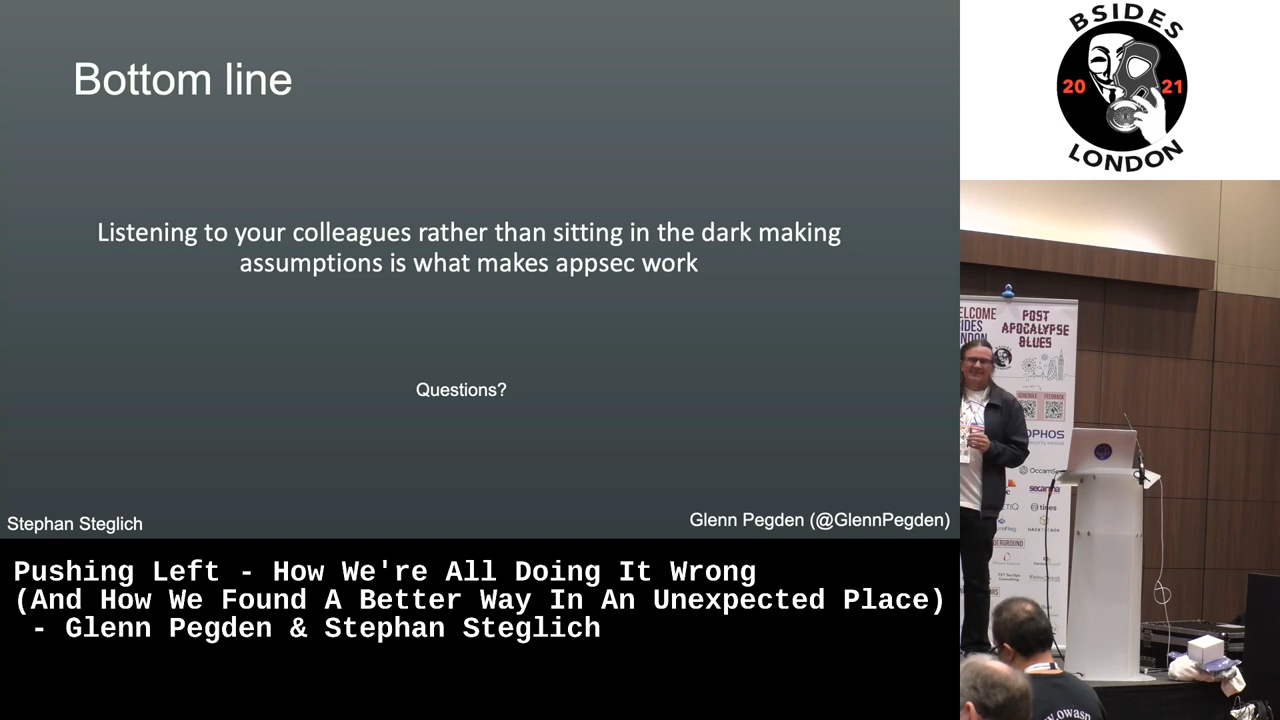 Bottom line
Listening to your colleagues rather than sitting in the dark making
assumptions is what makes appsec work
Questions?
Stephan Steglich
Glenn Pegden (@GlennPegden)
Pushing Left - How We're All Doing It Wrong
(And How We Found A Better Way In An Unexpected Place)
- Glenn Pegden & Stephan Steglich
BSIDES
20 21
LONDON
POST
APOCALYPSE
BLUES
SCHEDULE
FEEDBACK